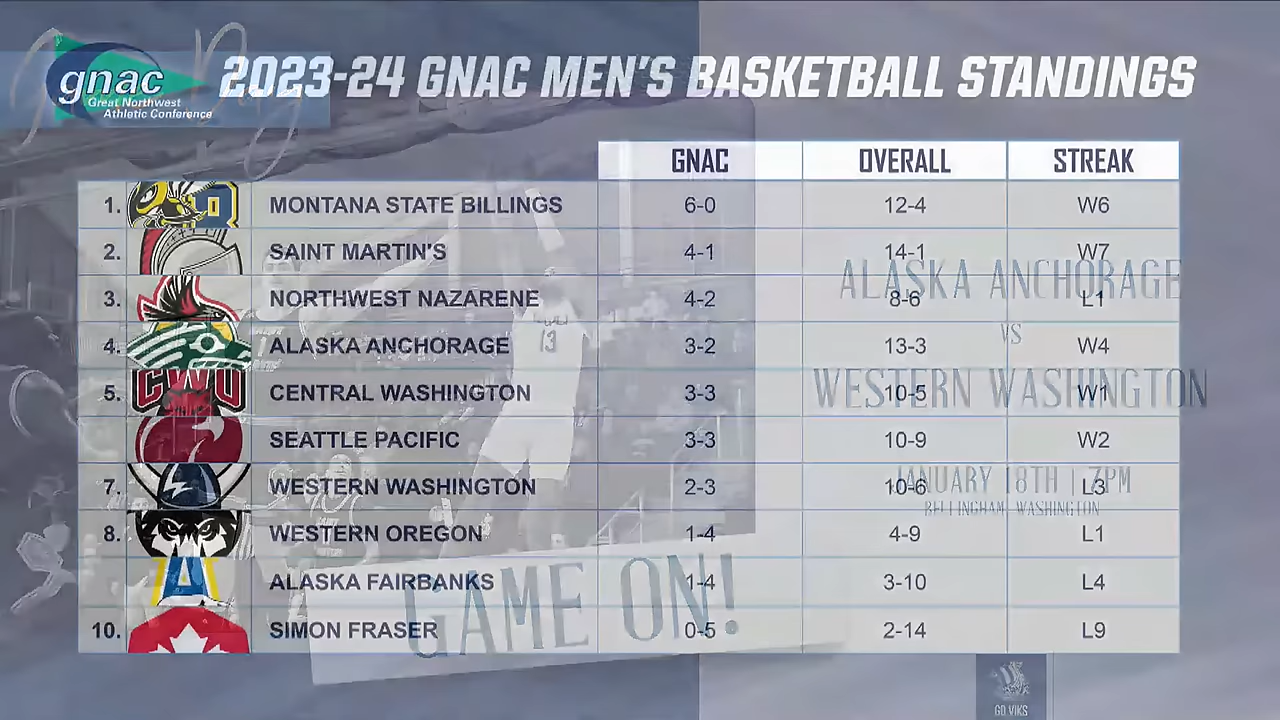 gnac
Great Northwest
Athletic Conference
2023-24 GNAC MEN'S BASKETBALL STANDINGS
GNAC OVERALL STREAK
1. MONTANA STATE BILLINGS 6-0 12-4 W6
2. SAINT MARTIN'S 4-1 14-1 W7
3. NORTHWEST NAZARENE 4-2 8-6 L1
4. ALASKA ANCHORAGE 3-2 13-3 W4
5. CWU CENTRAL WASHINGTON 3-3 10-5 W1
SEATTLE PACIFIC 3-3 10-9 W2
7. WESTERN WASHINGTON 2-3 10-6 L3
8. WESTERN OREGON 1-4 4-9 L1
ALASKA FAIRBANKS 1-4 3-10 L4
10. SIMON FRASER 0-5 2-14 L9
ALASKA ANCHORAGE
VS
WESTERN WASHINGTON
JANUARY 18TH | 7PM
BELLINGHAM, WASHINGTON
GAME ON!
13
GO VIKS